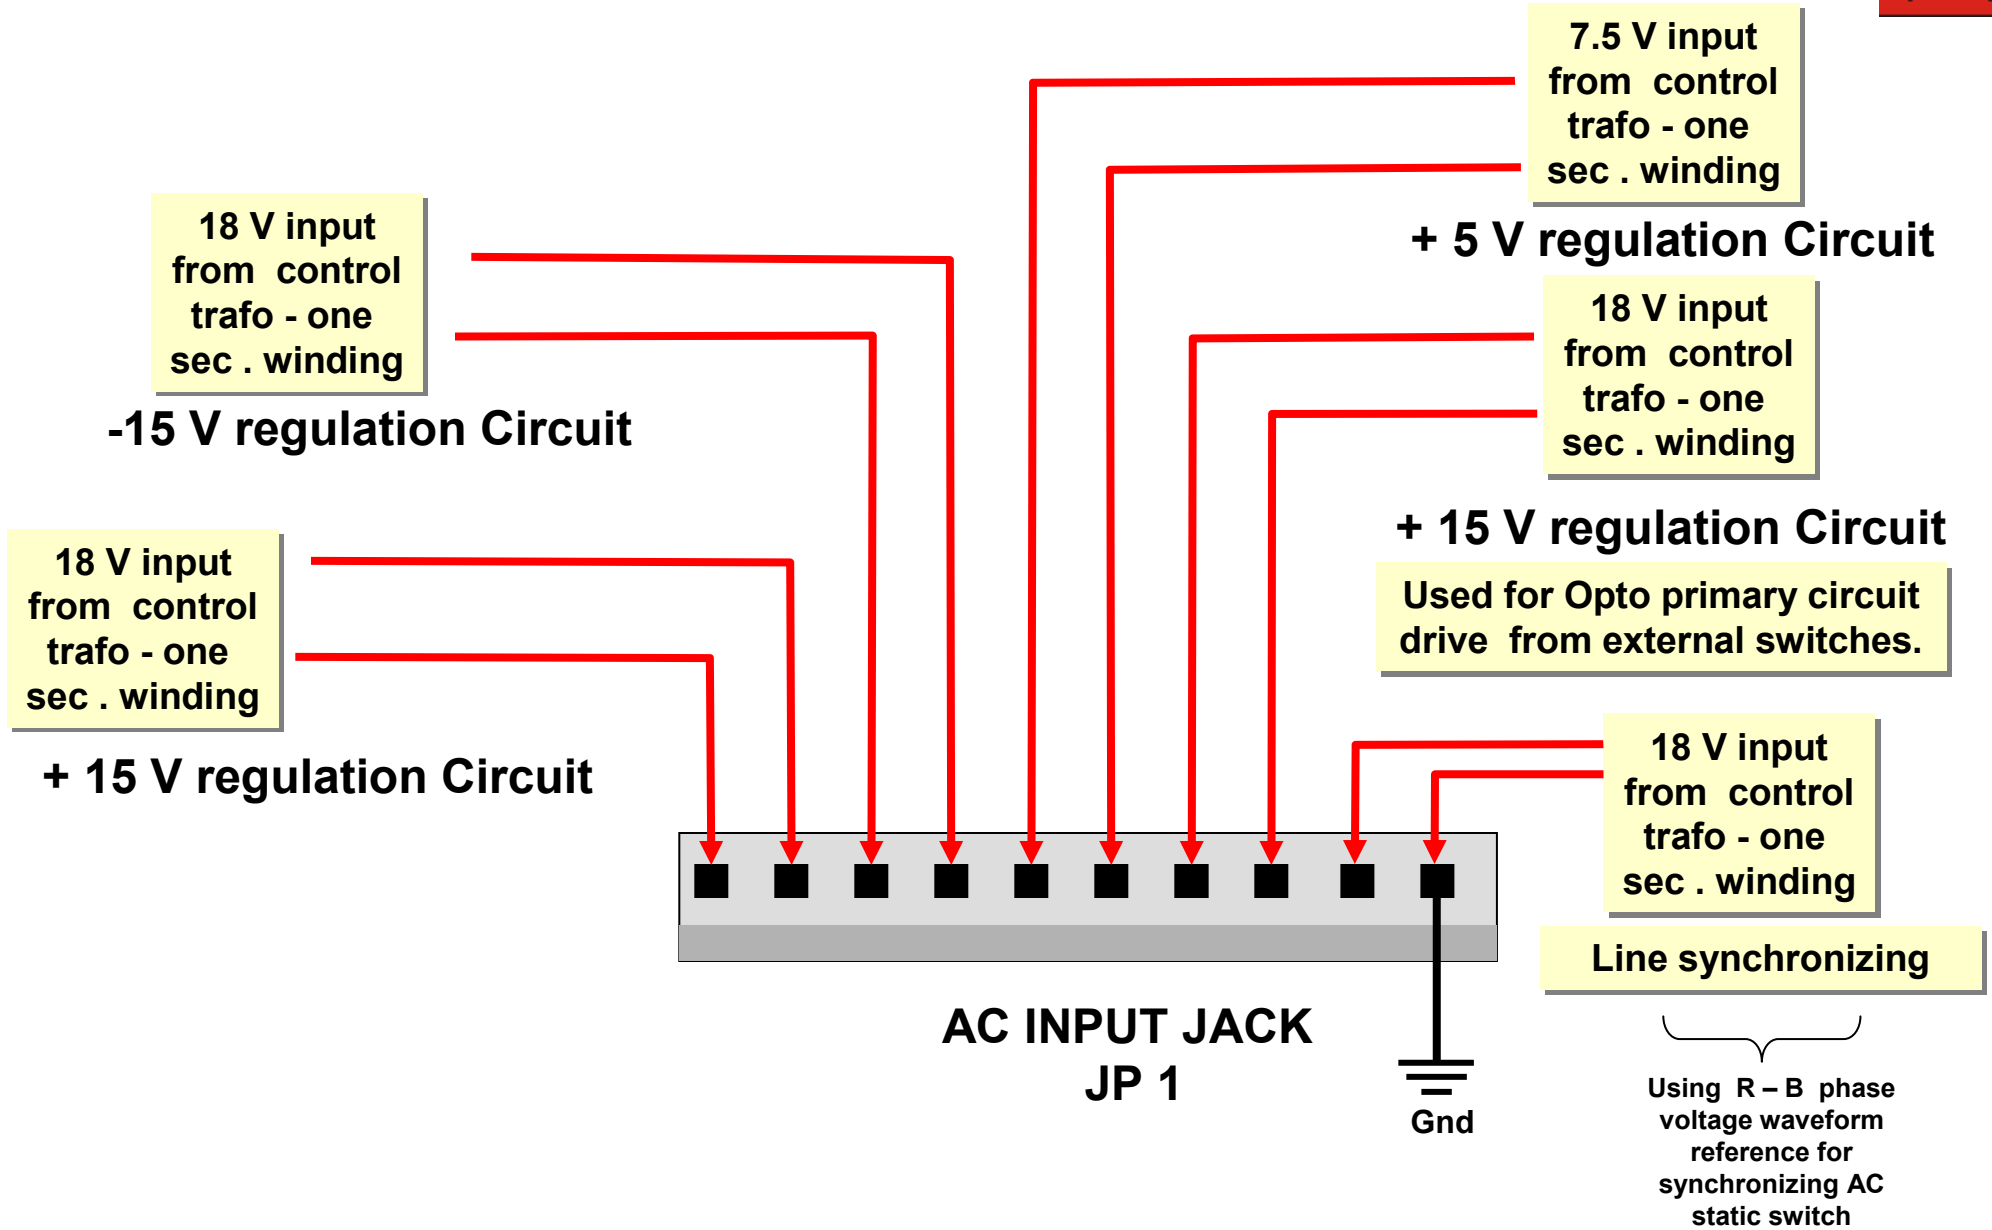 7.5 V input
from control
trafo - one
sec . winding
+ 5 V regulation Circuit
18 V input
from control
trafo - one
sec . winding
-15 V regulation Circuit
18 V input
from control
trafo - one
sec . winding
+ 15 V regulation Circuit
Used for Opto primary circuit
drive from external switches.
18 V input
from control
trafo - one
sec . winding
+ 15 V regulation Circuit
18 V input
from control
trafo - one
sec . winding
Line synchronizing
AC INPUT JACK
JP 1
Gnd
Using R – B phase
voltage waveform
reference for
synchronizing AC
static switch